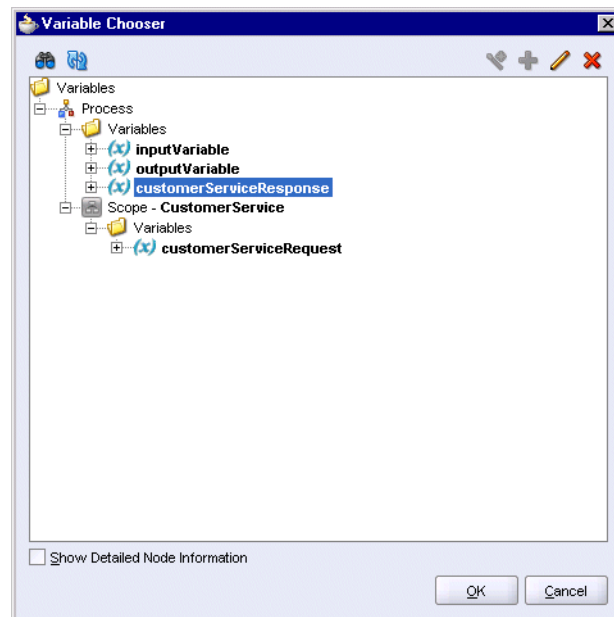 Variable Chooser
Variables
Process
Variables
(x) inputVariable
(x) outputVariable
(x) customerServiceResponse
Scope - CustomerService
Variables
(x) customerServiceRequest
Show Detailed Node Information
OK Cancel